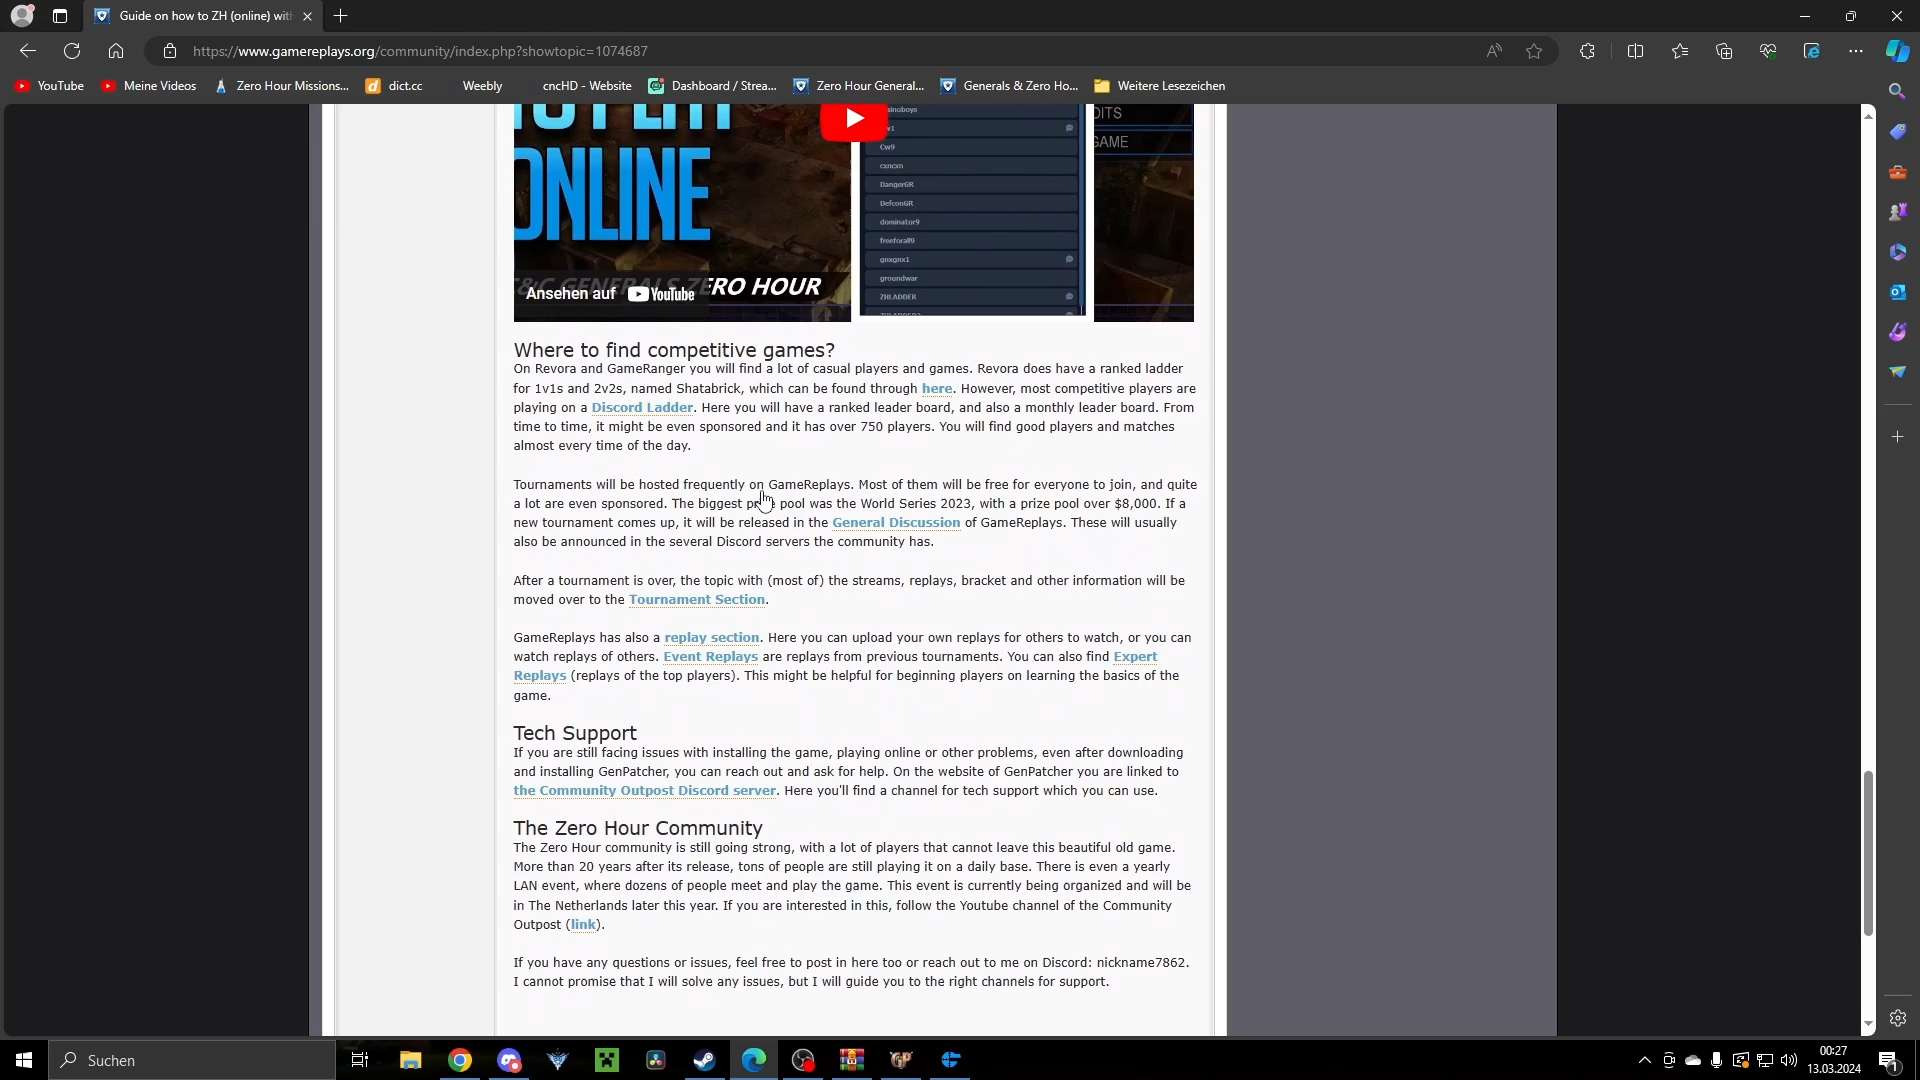 Guide on how to ZH (online) wit
https://www.gamereplays.org/community/index.php?showtopic=1074687
YouTube
Meine Videos
Zero Hour Missions...
dict.cc
Weebly
cncHD - Website
Dashboard / Strea...
Zero Hour General...
Generals & Zero Ho...
Weitere Lesezeichen
ONLINE
ZERO HOUR
Ansehen auf YouTube
Cw9
cxncxn
DangerGR
DefconGR
dominator9
freeforall9
gnxgnx1
groundwar
ZHLADDER
DITS
GAME
Where to find competitive games?
On Revora and GameRanger you will find a lot of casual players and games. Revora does have a ranked ladder
for 1v1s and 2v2s, named Shatabrick, which can be found through here. However, most competitive players are
playing on a Discord Ladder. Here you will have a ranked leader board, and also a monthly leader board. From
time to time, it might be even sponsored and it has over 750 players. You will find good players and matches
almost every time of the day.
Tournaments will be hosted frequently on GameReplays. Most of them will be free for everyone to join, and quite
a lot are even sponsored. The biggest prize pool was the World Series 2023, with a prize pool over $8,000. If a
new tournament comes up, it will be released in the General Discussion of GameReplays. These will usually
also be announced in the several Discord servers the community has.
After a tournament is over, the topic with (most of) the streams, replays, bracket and other information will be
moved over to the Tournament Section.
GameReplays has also a replay section. Here you can upload your own replays for others to watch, or you can
watch replays of others. Event Replays are replays from previous tournaments. You can also find Expert
Replays (replays of the top players). This might be helpful for beginning players on learning the basics of the
game.
Tech Support
If you are still facing issues with installing the game, playing online or other problems, even after downloading
and installing GenPatcher, you can reach out and ask for help. On the website of GenPatcher you are linked to
the Community Outpost Discord server. Here you'll find a channel for tech support which you can use.
The Zero Hour Community
The Zero Hour community is still going strong, with a lot of players that cannot leave this beautiful old game.
More than 20 years after its release, tons of people are still playing it on a daily base. There is even a yearly
LAN event, where dozens of people meet and play the game. This event is currently being organized and will be
in The Netherlands later this year. If you are interested in this, follow the Youtube channel of the Community
Outpost (link).
If you have any questions or issues, feel free to post in here too or reach out to me on Discord: nickname7862.
I cannot promise that I will solve any issues, but I will guide you to the right channels for support.
Suchen
00:27
13.03.2024
1